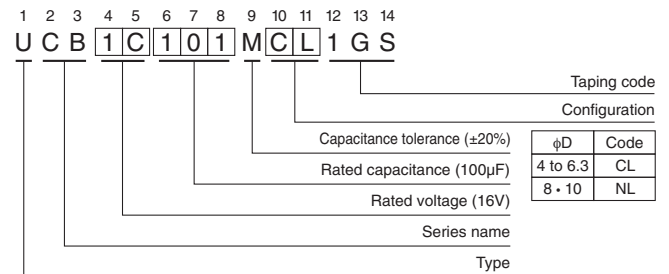 1 2 3 4 5 6 7 8 9 10 11 12 13 14
U C B 1 C 1 0 1 M C L 1 G S
Taping code
Configuration
Capacitance tolerance (±20%)
Rated capacitance (100µF)
Rated voltage (16V)
Series name
Type
φD Code
4 to 6.3 CL
8 • 10 NL